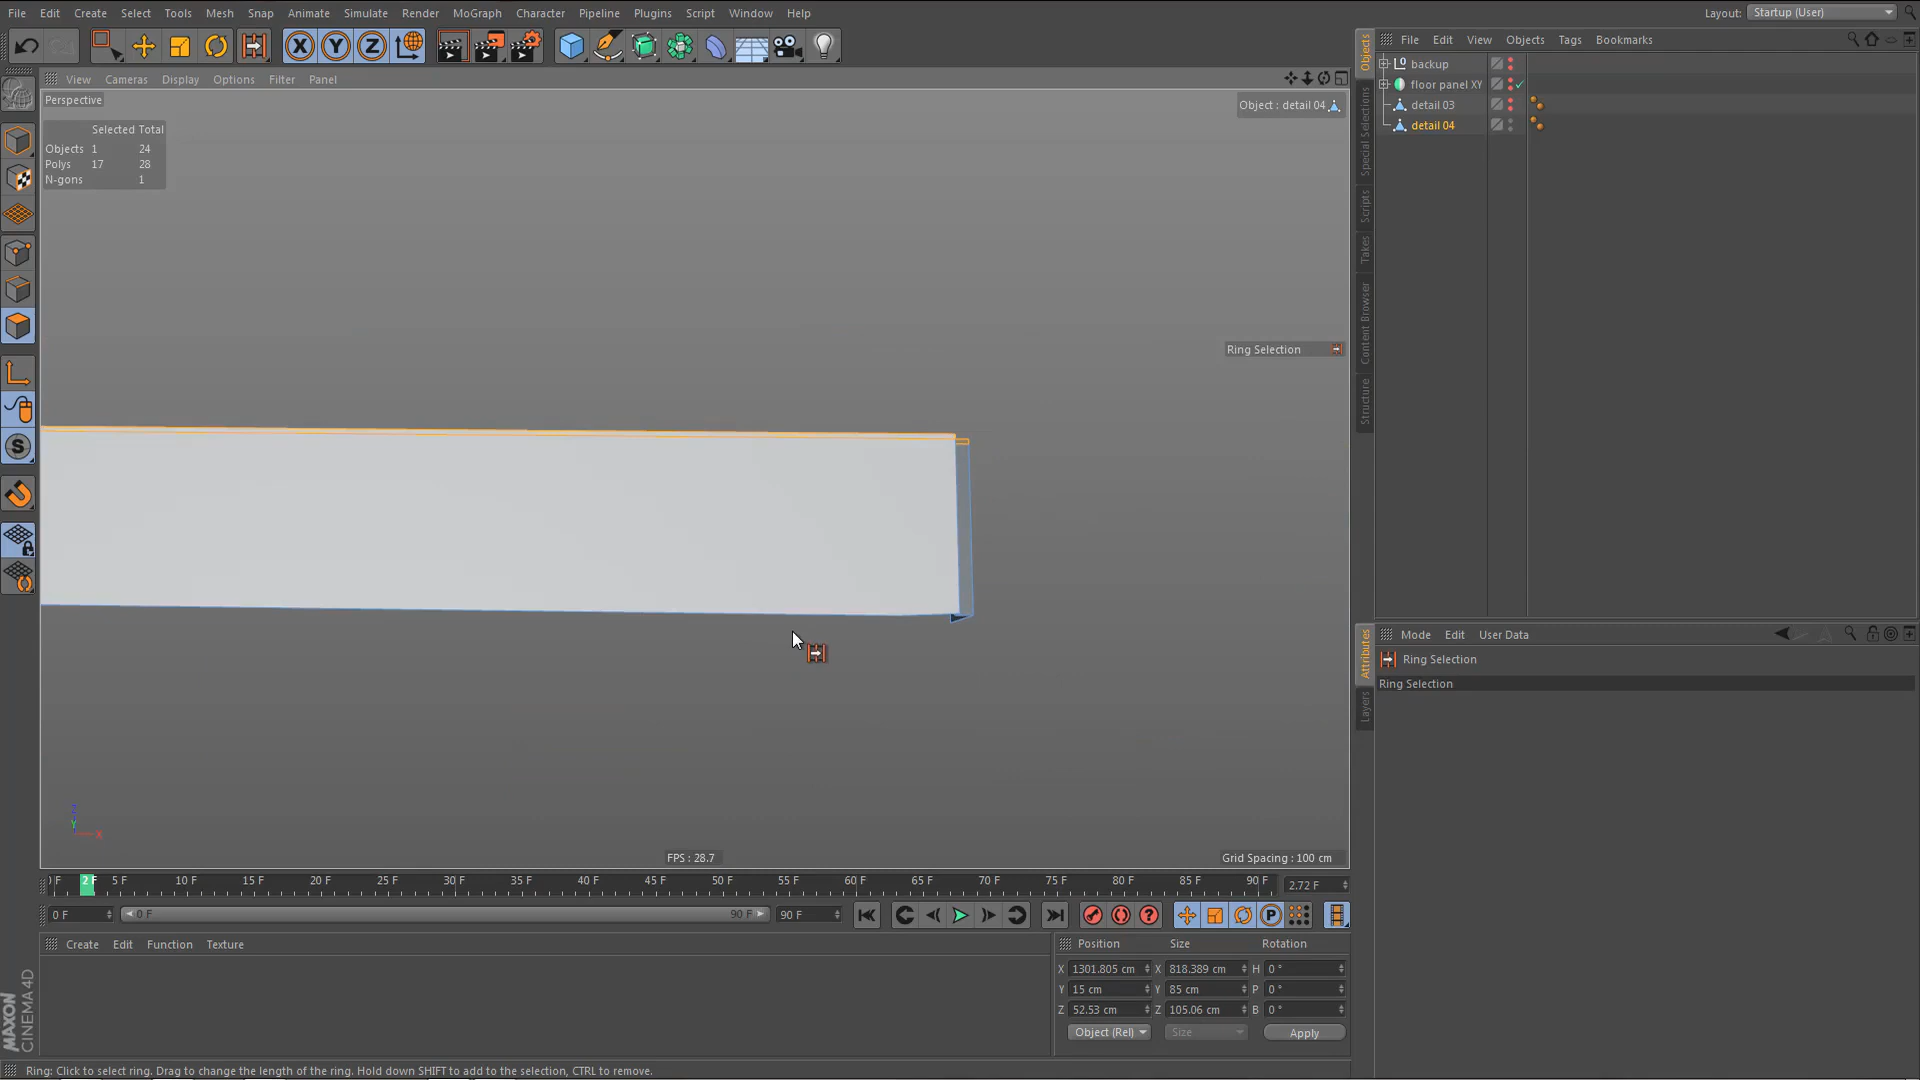 File Edit Create Select Tools Mesh Snap Animate Simulate Render MoGraph Character Pipeline Plugins Script Window Help
Layout: Startup (User)
X Y Z
File Edit View Objects Tags Bookmarks
View Cameras Display Options Filter Panel
Perspective
Object : detail 04
Selected Total
Objects 1 24
Polys 17 28
N-gons 1
backup
floor panel XY
detail 03
detail 04
Objects
Special Selections
Scripts
Takes
Content Browser
Structure
Ring Selection
Attributes
Layers
Mode Edit User Data
Ring Selection
Ring Selection
Z
Y
X
FPS : 28.7
Grid Spacing : 100 cm
2 F 5 F 10 F 15 F 20 F 25 F 30 F 35 F 40 F 45 F 50 F 55 F 60 F 65 F 70 F 75 F 80 F 85 F 90 F 2.72 F
0 F 0 F 90 F 90 F
P
Create Edit Function Texture
Position Size Rotation
X 1301.805 cm X 818.389 cm H 0 °
Y 15 cm Y 85 cm P 0 °
Z 52.53 cm Z 105.06 cm B 0 °
Object (Rel) Size Apply
MAXON
CINEMA 4D
Ring: Click to select ring. Drag to change the length of the ring. Hold down SHIFT to add to the selection, CTRL to remove.